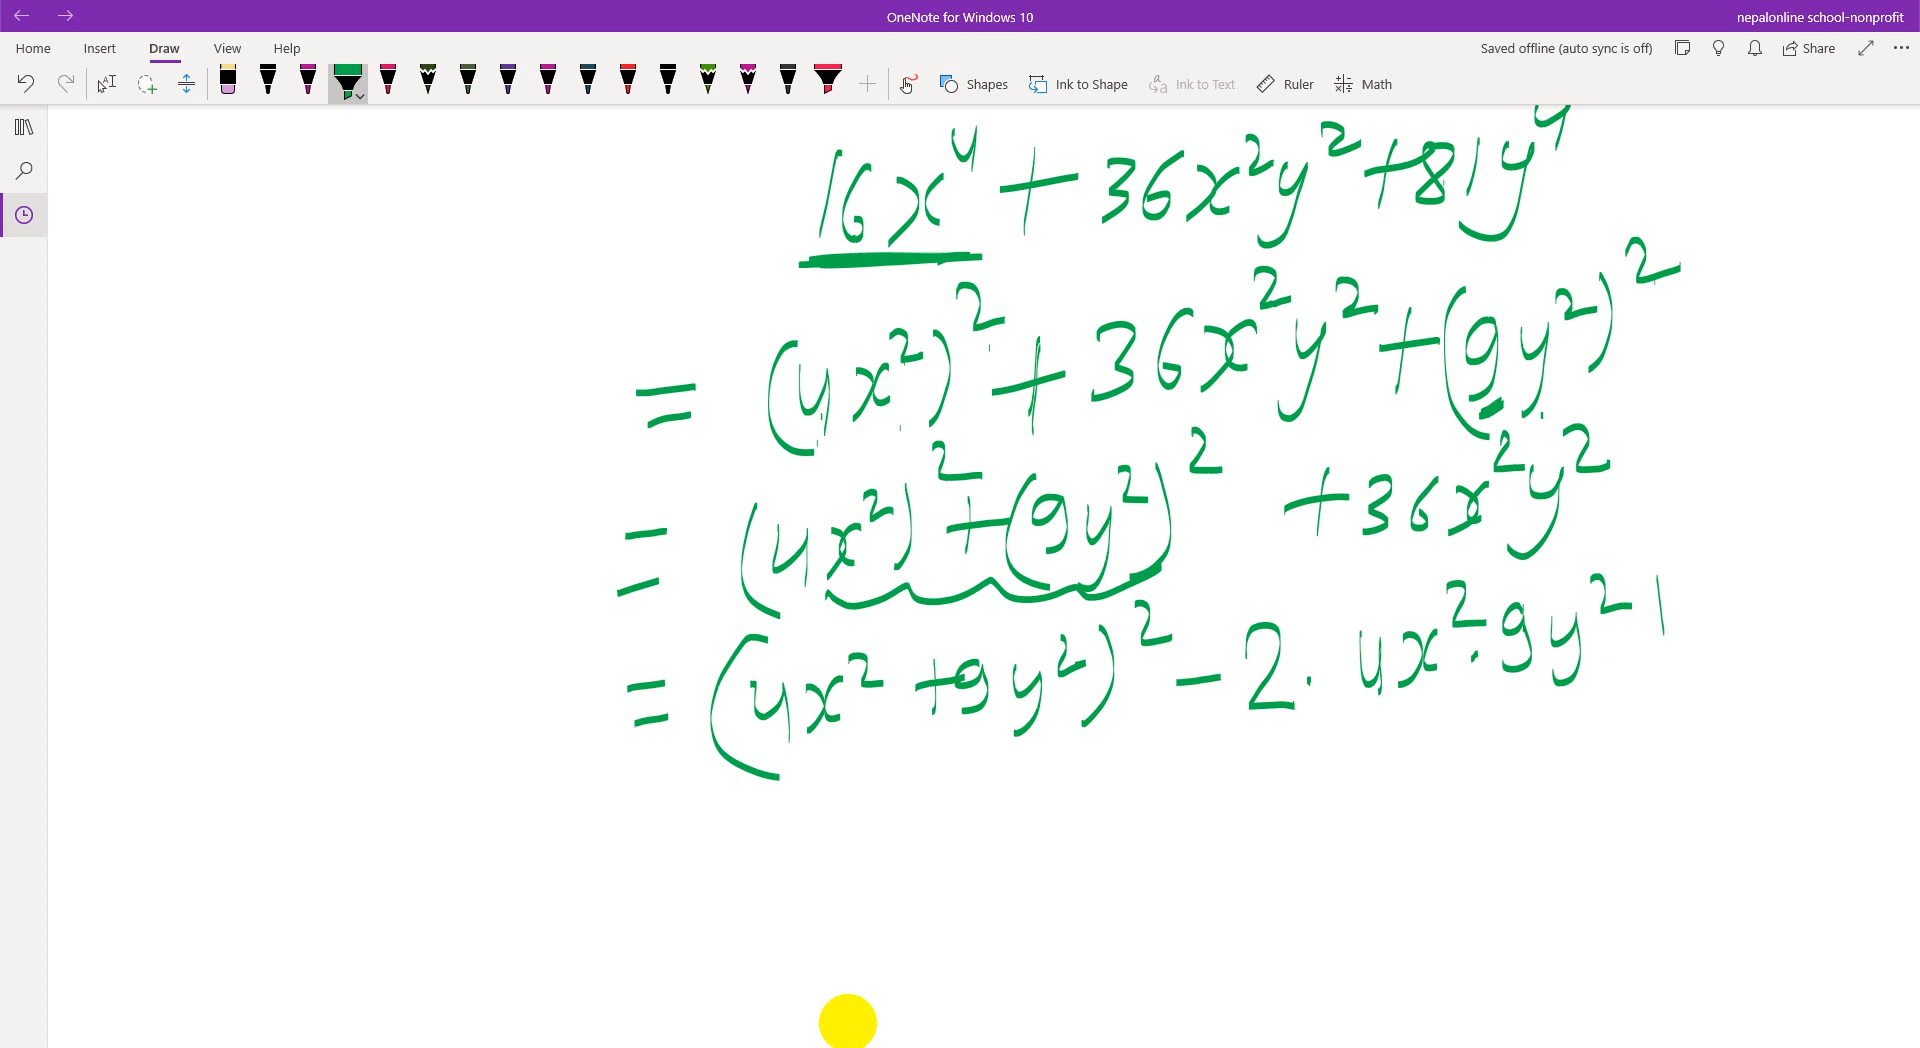 OneNote for Windows 10
nepalonline school-nonprofit
Home Insert Draw View Help
Saved offline (auto sync is off) Share
Shapes Ink to Shape Ink to Text Ruler Math
16x⁴ + 36x²y² + 81y⁴
= (4x²)² + 36x²y² + (9y²)²
= (4x²)² + (9y²)² + 36x²y²
= (4x² + 9y²)² - 2 . 4x² . 9y²